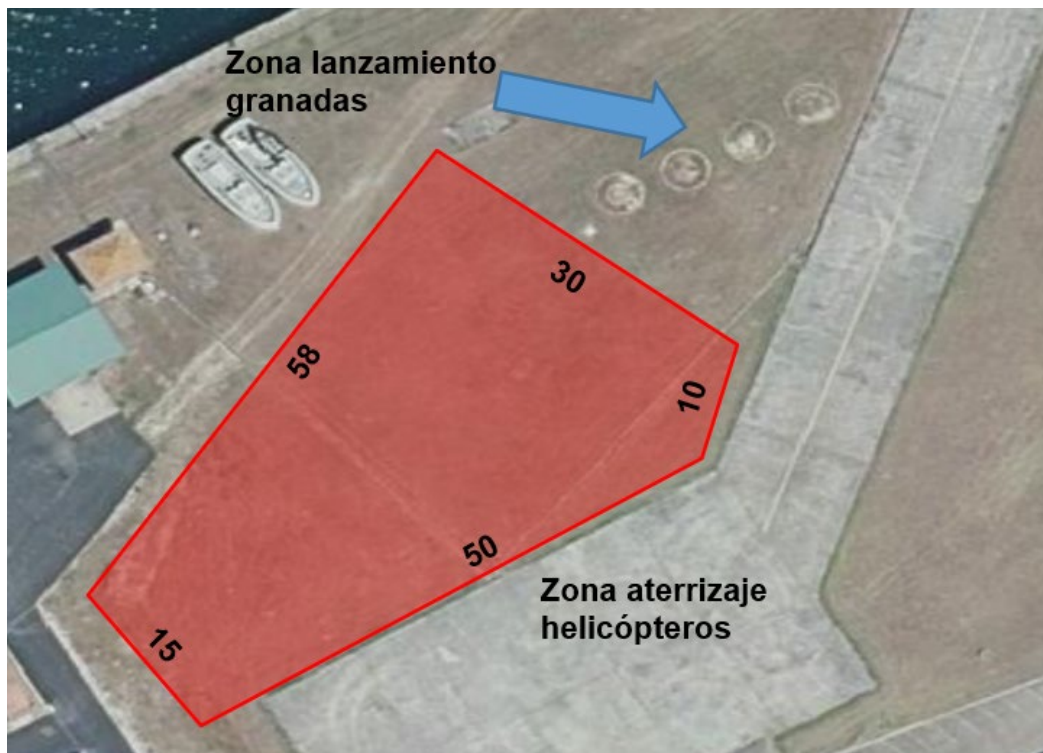 Zona lanzamiento
granadas
30
58
10
50
Zona aterrizaje
helicópteros
15